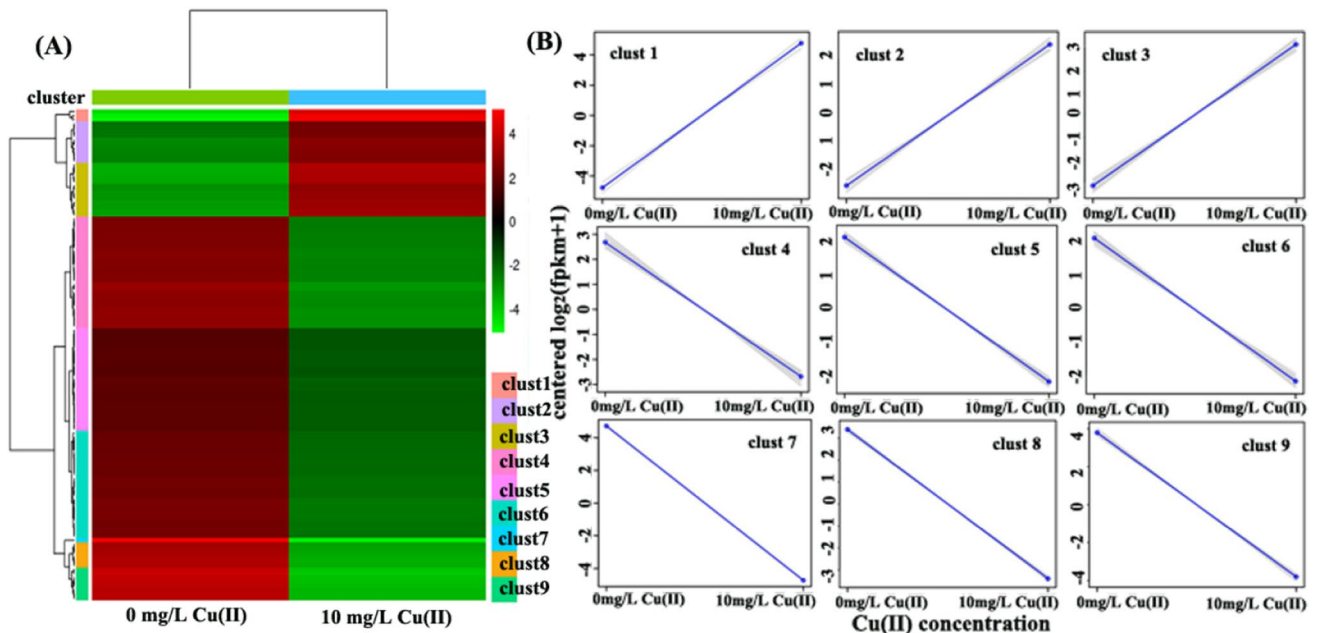 (A)
cluster
4
2
0
-2
-4
clust1
clust2
clust3
clust4
clust5
clust6
clust7
clust8
clust9
0 mg/L Cu(II) 10 mg/L Cu(II)
(B)
centered log2(fpkm+1)
clust 1
4
2
0
-2
-4
0mg/L Cu(II) 10mg/L Cu(II)
clust 2
2
1
0
-1
-2
0mg/L Cu(II) 10mg/L Cu(II)
clust 3
3
2
1
0
-1
-2
-3
0mg/L Cu(II) 10mg/L Cu(II)
clust 4
3
2
1
0
-1
-2
-3
0mg/L Cu(II) 10mg/L Cu(II)
clust 5
2
1
0
-1
-2
0mg/L Cu(II) 10mg/L Cu(II)
clust 6
2
1
0
-1
-2
0mg/L Cu(II) 10mg/L Cu(II)
clust 7
4
2
0
-2
-4
0mg/L Cu(II) 10mg/L Cu(II)
clust 8
3
2
1
0
-1
-2
-3
0mg/L Cu(II) 10mg/L Cu(II)
clust 9
4
2
0
-2
-4
0mg/L Cu(II) 10mg/L Cu(II)
Cu(II) concentration